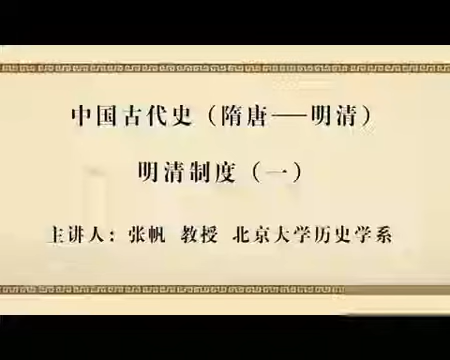 中国古代史（隋唐——明清）
明清制度（一）
主讲人：张帆 教授 北京大学历史学系